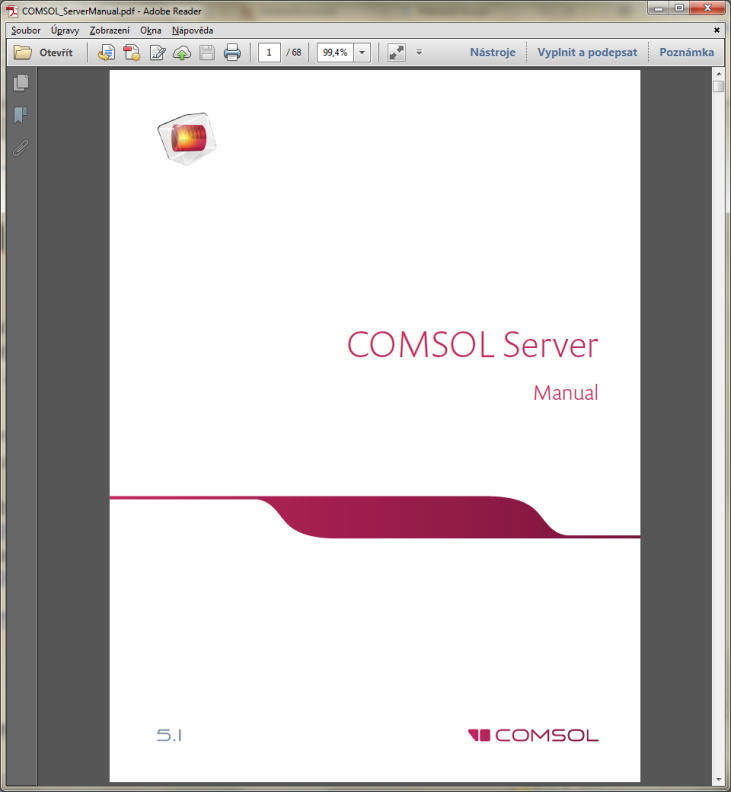 COMSOL_ServerManual.pdf - Adobe Reader
Soubor Úpravy Zobrazení Okna Nápověda
Otevřít 1 / 68 99,4% Nástroje Vyplnit a podepsat Poznámka
COMSOL Server
Manual
5.1 COMSOL